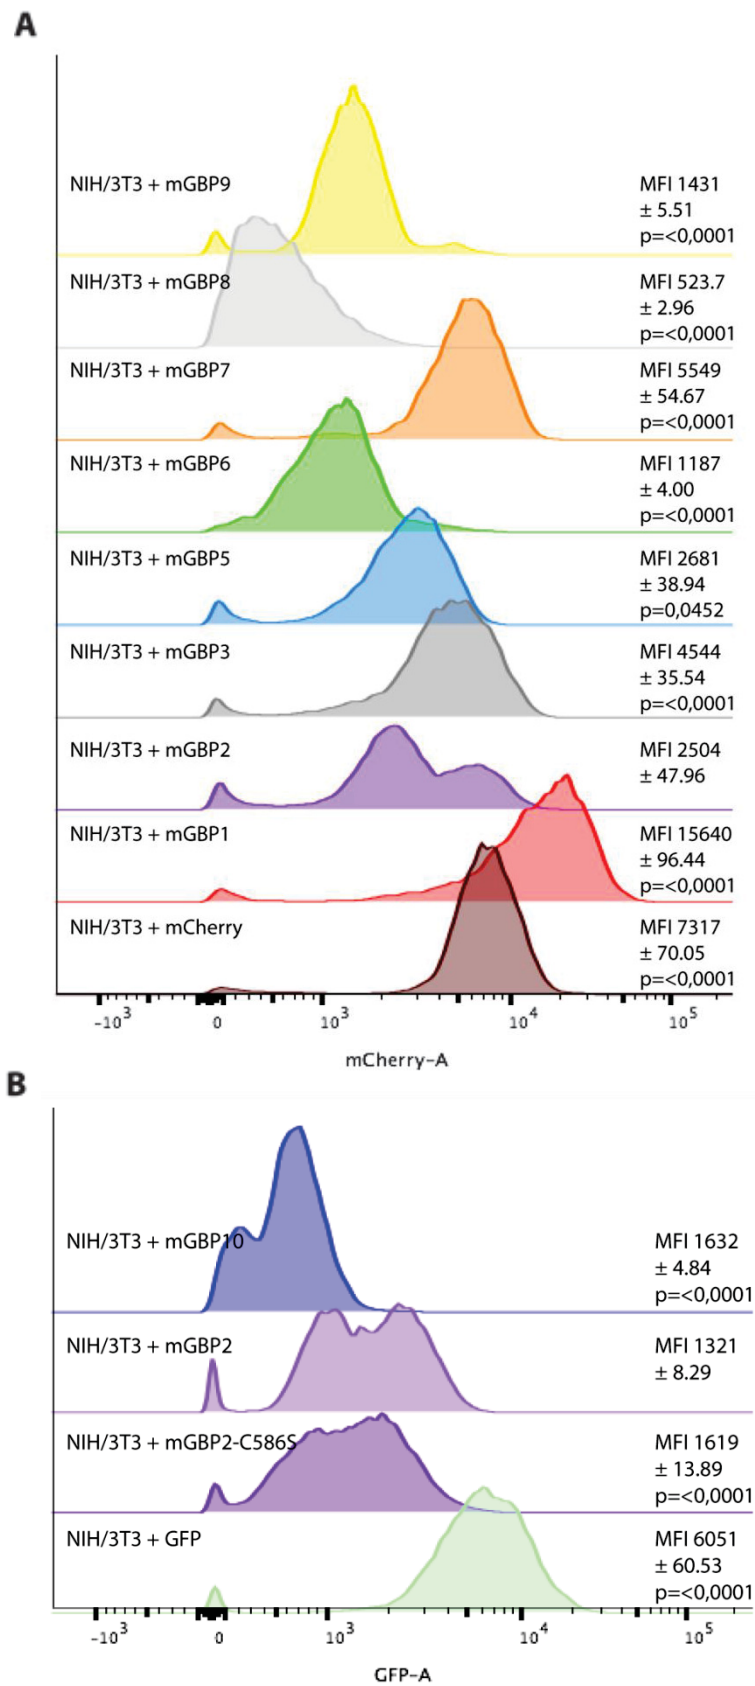 A
NIH/3T3 + mGBP9
MFI 1431
± 5.51
p=<0,0001
NIH/3T3 + mGBP8
MFI 523.7
± 2.96
p=<0,0001
NIH/3T3 + mGBP7
MFI 5549
± 54.67
p=<0,0001
NIH/3T3 + mGBP6
MFI 1187
± 4.00
p=<0,0001
NIH/3T3 + mGBP5
MFI 2681
± 38.94
p=0,0452
NIH/3T3 + mGBP3
MFI 4544
± 35.54
p=<0,0001
NIH/3T3 + mGBP2
MFI 2504
± 47.96
NIH/3T3 + mGBP1
MFI 15640
± 96.44
p=<0,0001
NIH/3T3 + mCherry
MFI 7317
± 70.05
p=<0,0001
-10³ 0 10³ 10⁴ 10⁵
mCherry-A
B
NIH/3T3 + mGBP10
MFI 1632
± 4.84
p=<0,0001
NIH/3T3 + mGBP2
MFI 1321
± 8.29
NIH/3T3 + mGBP2-C586S
MFI 1619
± 13.89
p=<0,0001
NIH/3T3 + GFP
MFI 6051
± 60.53
p=<0,0001
-10³ 0 10³ 10⁴ 10⁵
GFP-A